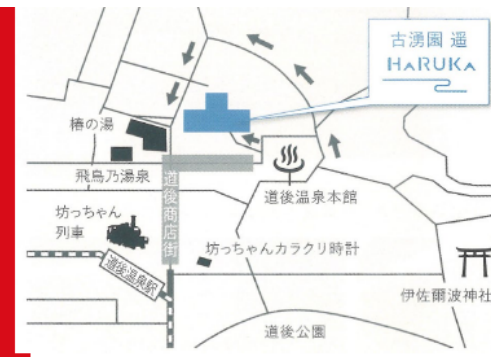 古湧園 遥
HARUKA
椿の湯
飛鳥乃湯泉
道後温泉本館
道後商店街
坊っちゃん
列車
坊っちゃんカラクリ時計
道後温泉駅
伊佐爾波神社
道後公園